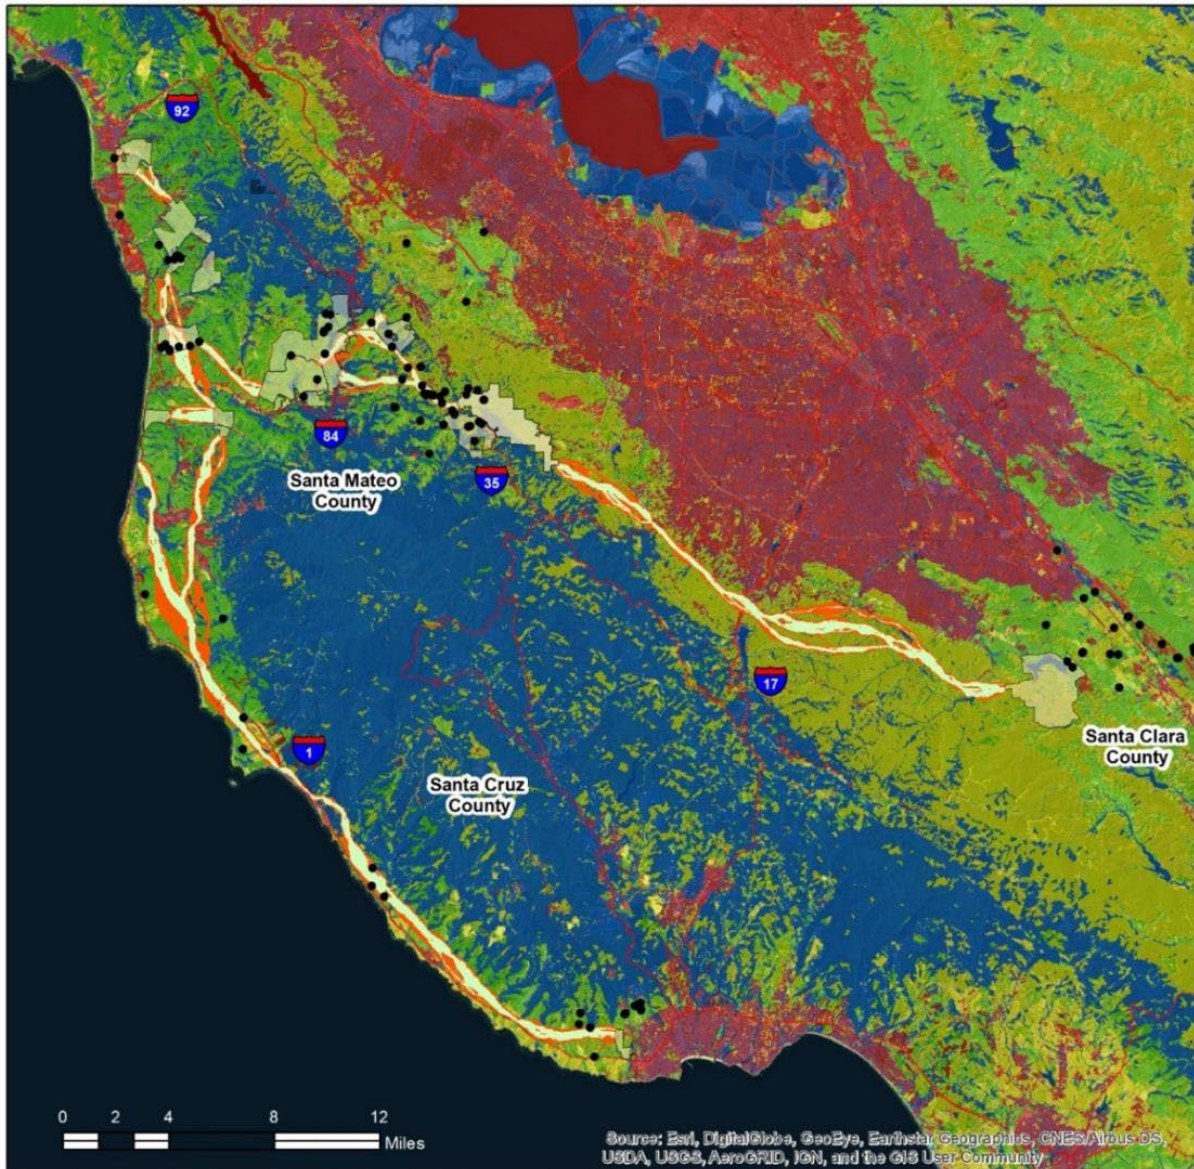 92
84
Santa Mateo
County
35
17
Santa Clara
County
1
Santa Cruz
County
0 2 4 8 12
Miles
Source: Esri, DigitalGlobe, GeoEye, Earthstar Geographics, CNES/Airbus DS,
USDA, USGS, AeroGRID, IGN, and the GIS User Community